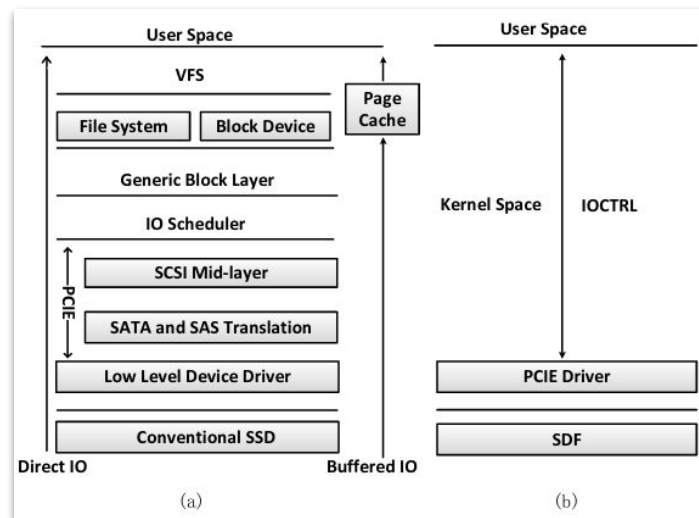 User Space
VFS
File System
Block Device
Page
Cache
Generic Block Layer
IO Scheduler
PCIE
SCSI Mid-layer
SATA and SAS Translation
Low Level Device Driver
Conventional SSD
Direct IO
Buffered IO
(a)
User Space
Kernel Space
IOCTRL
PCIE Driver
SDF
(b)